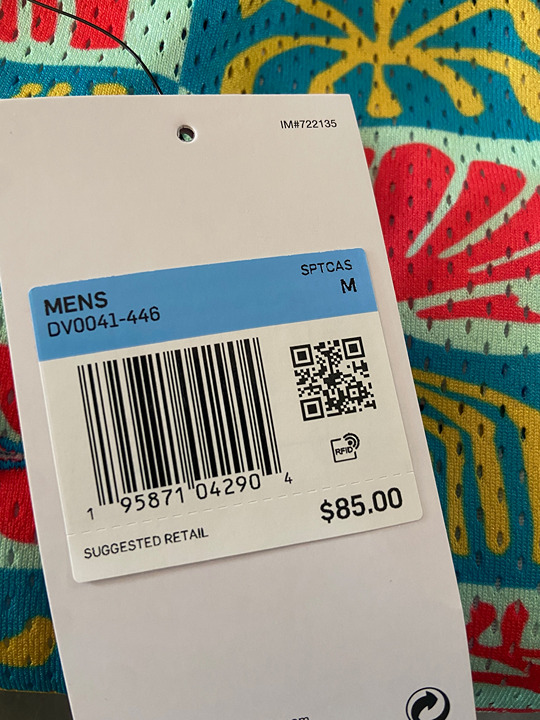 IM#722135
SPTCAS
MENS
M
DV0041-446
RFID
1 95871 04290 4
$85.00
SUGGESTED RETAIL